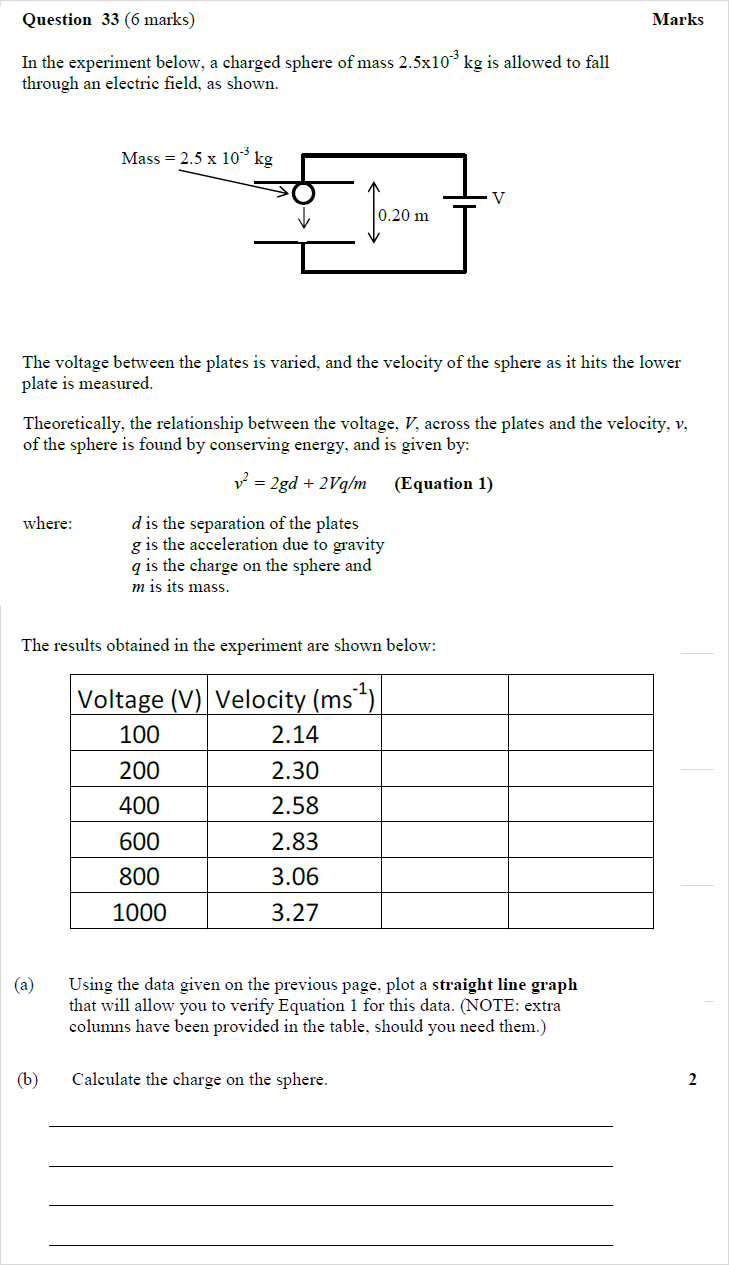 Question 33 (6 marks) Marks
In the experiment below, a charged sphere of mass 2.5x10⁻³ kg is allowed to fall
through an electric field, as shown.
Mass = 2.5 x 10⁻³ kg
V
0.20 m
The voltage between the plates is varied, and the velocity of the sphere as it hits the lower
plate is measured.
Theoretically, the relationship between the voltage, V, across the plates and the velocity, v,
of the sphere is found by conserving energy, and is given by:
v² = 2gd + 2Vq/m (Equation 1)
where: d is the separation of the plates
g is the acceleration due to gravity
q is the charge on the sphere and
m is its mass.
The results obtained in the experiment are shown below:
Voltage (V) Velocity (ms⁻¹)
100 2.14
200 2.30
400 2.58
600 2.83
800 3.06
1000 3.27
(a) Using the data given on the previous page, plot a straight line graph
that will allow you to verify Equation 1 for this data. (NOTE: extra
columns have been provided in the table, should you need them.)
(b) Calculate the charge on the sphere. 2